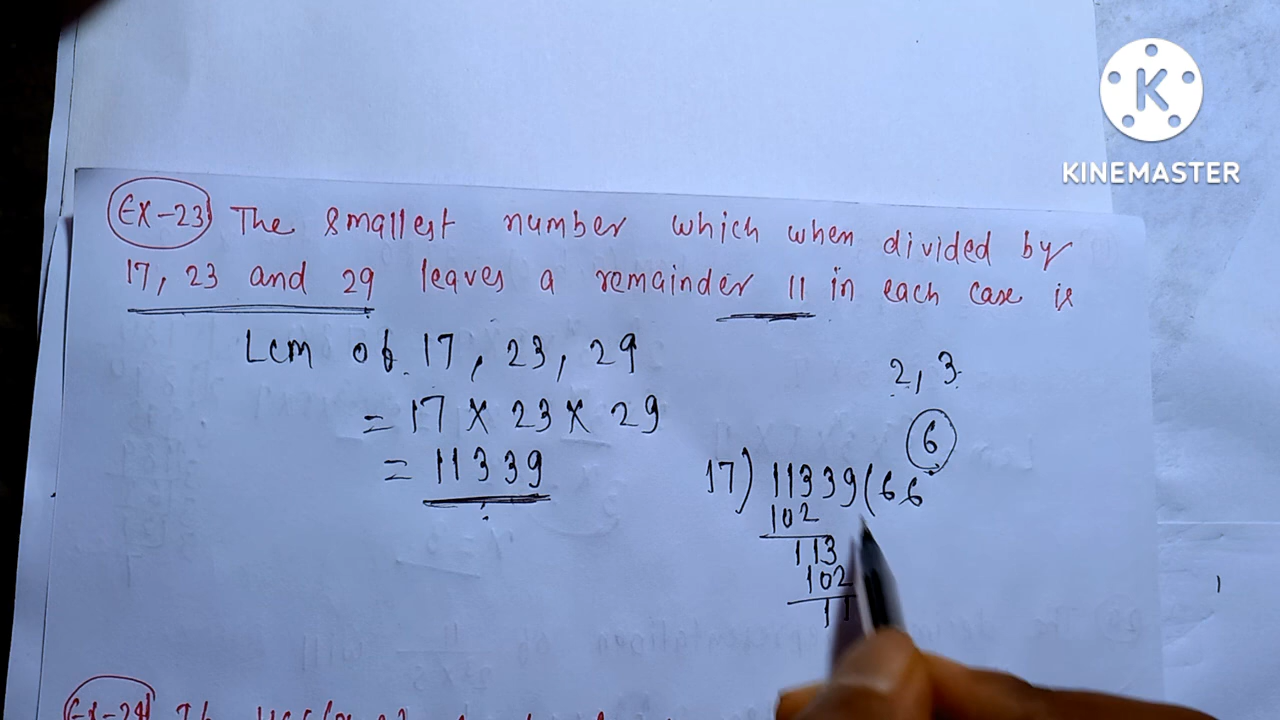 KINEMASTER
Ex-23 The smallest number which when divided by
17, 23 and 29 leaves a remainder 11 in each case is
Lcm of 17, 23, 29
= 17 × 23 × 29
= 11339
2, 3
6
17) 11339 (66
102
113
102
11